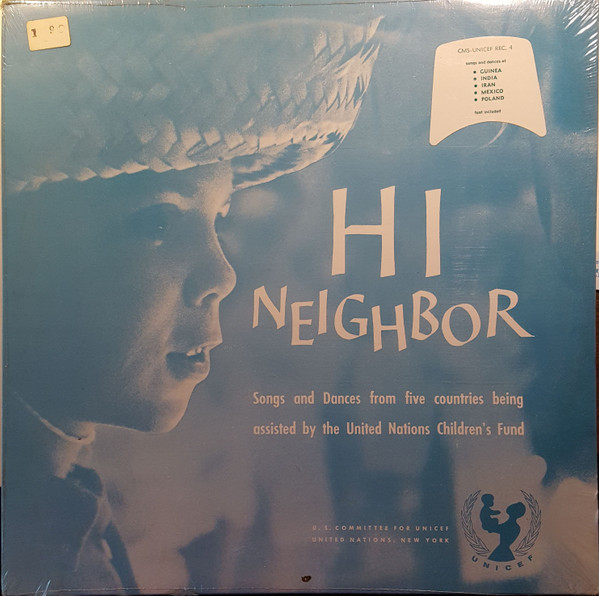 CMS-UNICEF REC. 4
songs and dances of
• GUINEA
• INDIA
• IRAN
• MEXICO
• POLAND
text included
HI
NEIGHBOR
Songs and Dances from five countries being
assisted by the United Nations Children's Fund
U. S. COMMITTEE FOR UNICEF
UNITED NATIONS, NEW YORK
UNICEF